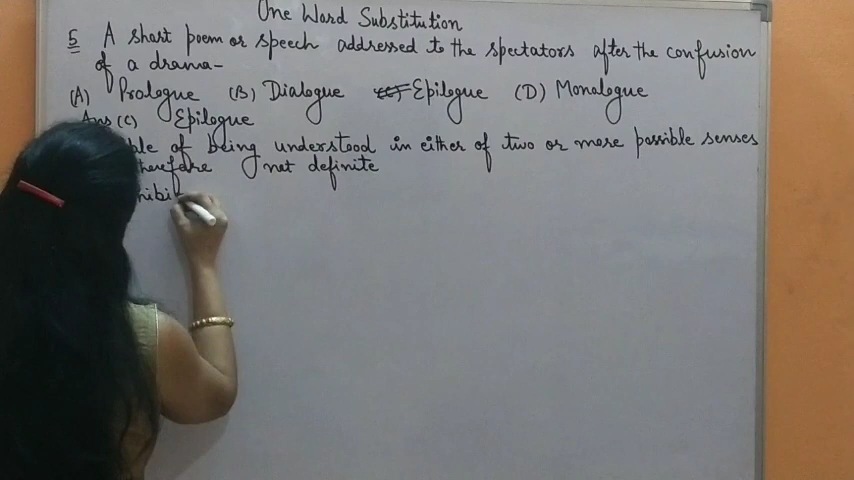 One Word Substitution
5 A short poem or speech addressed to the spectators after the confusion
of a drama-
(A) Prologue (B) Dialogue Epilogue (D) Monologue
Ans (C) Epilogue
of being understood in either of two or more possible senses
therefore not definite